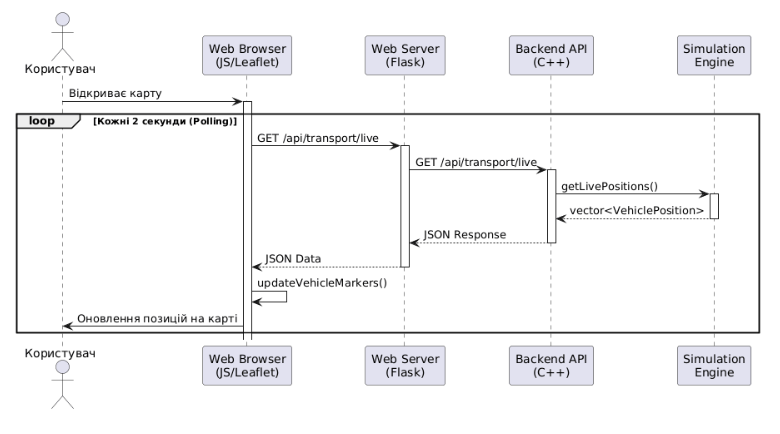 Користувач
Web Browser
(JS/Leaflet)
Web Server
(Flask)
Backend API
(C++)
Simulation
Engine
Відкриває карту
loop
[Кожні 2 секунди (Polling)]
GET /api/transport/live
GET /api/transport/live
getLivePositions()
vector<VehiclePosition>
JSON Response
JSON Data
updateVehicleMarkers()
Оновлення позицій на карті
Користувач
Web Browser
(JS/Leaflet)
Web Server
(Flask)
Backend API
(C++)
Simulation
Engine